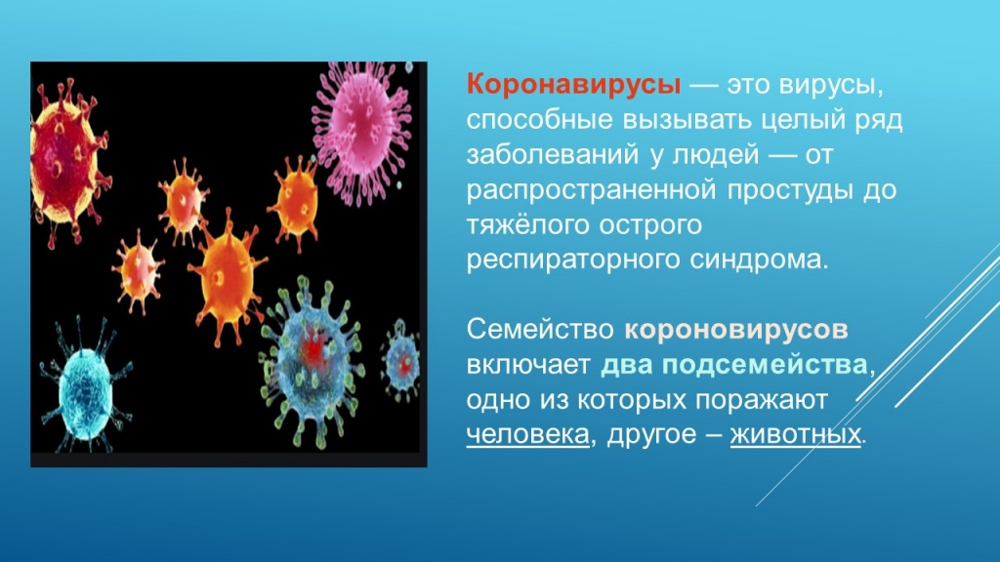 Коронавирусы — это вирусы,
способные вызывать целый ряд
заболеваний у людей — от
распространенной простуды до
тяжёлого острого
респираторного синдрома.
Семейство короновирусов
включает два подсемейства,
одно из которых поражают
человека, другое – животных.